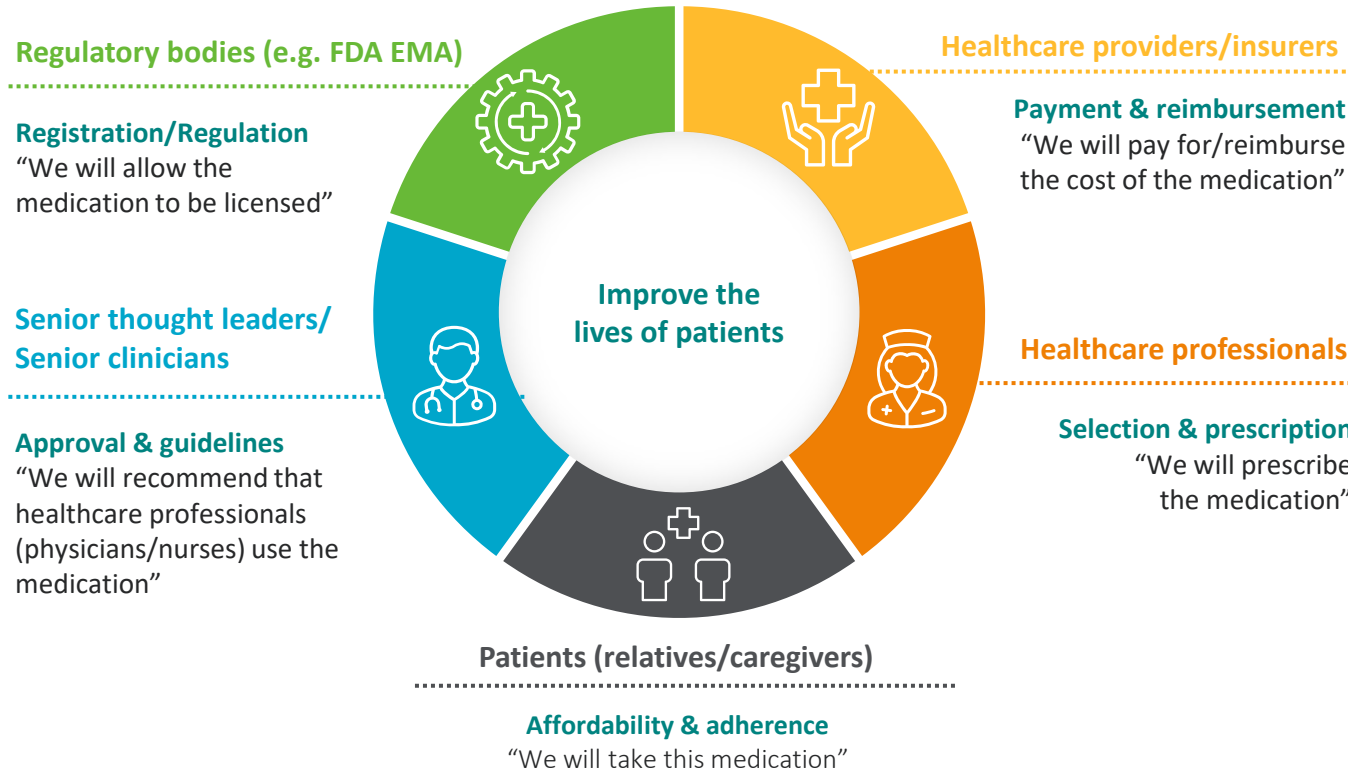 Regulatory bodies (e.g. FDA EMA)
Registration/Regulation
“We will allow the
medication to be licensed”
Healthcare providers/insurers
Payment & reimbursement
“We will pay for/reimburse
the cost of the medication”
Improve the
lives of patients
Senior thought leaders/
Senior clinicians
Approval & guidelines
“We will recommend that
healthcare professionals
(physicians/nurses) use the
medication”
Healthcare professionals
Selection & prescription
“We will prescribe
the medication”
Patients (relatives/caregivers)
Affordability & adherence
“We will take this medication”